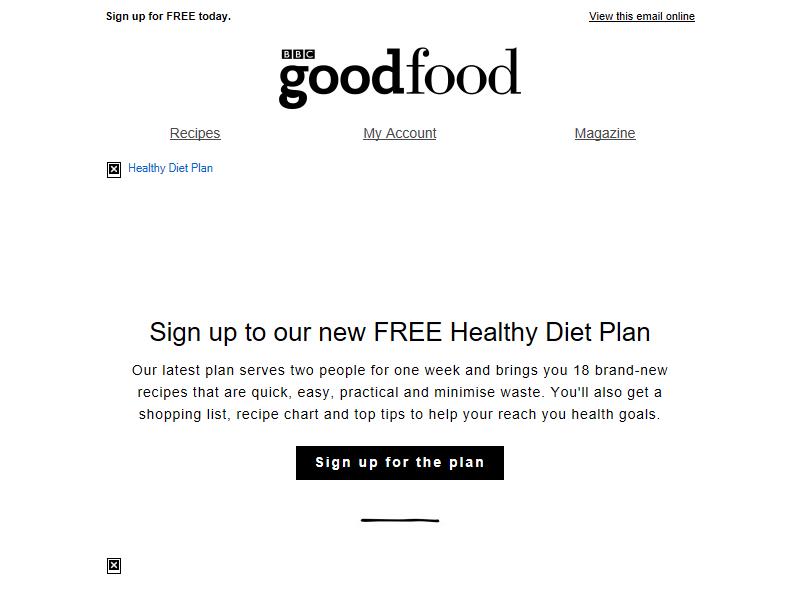 Sign up for FREE today.
View this email online
BBC
goodfood
Recipes
My Account
Magazine
Healthy Diet Plan
Sign up to our new FREE Healthy Diet Plan
Our latest plan serves two people for one week and brings you 18 brand-new
recipes that are quick, easy, practical and minimise waste. You'll also get a
shopping list, recipe chart and top tips to help your reach you health goals.
Sign up for the plan